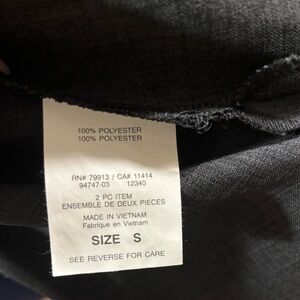 100% POLYESTER
100% POLYESTER
RN# 79913 / CA# 11414
94747-03 12340
2 PC ITEM
ENSEMBLE DE DEUX PIECES
MADE IN VIETNAM
Fabrique en Vietnam
SIZE S
SEE REVERSE FOR CARE